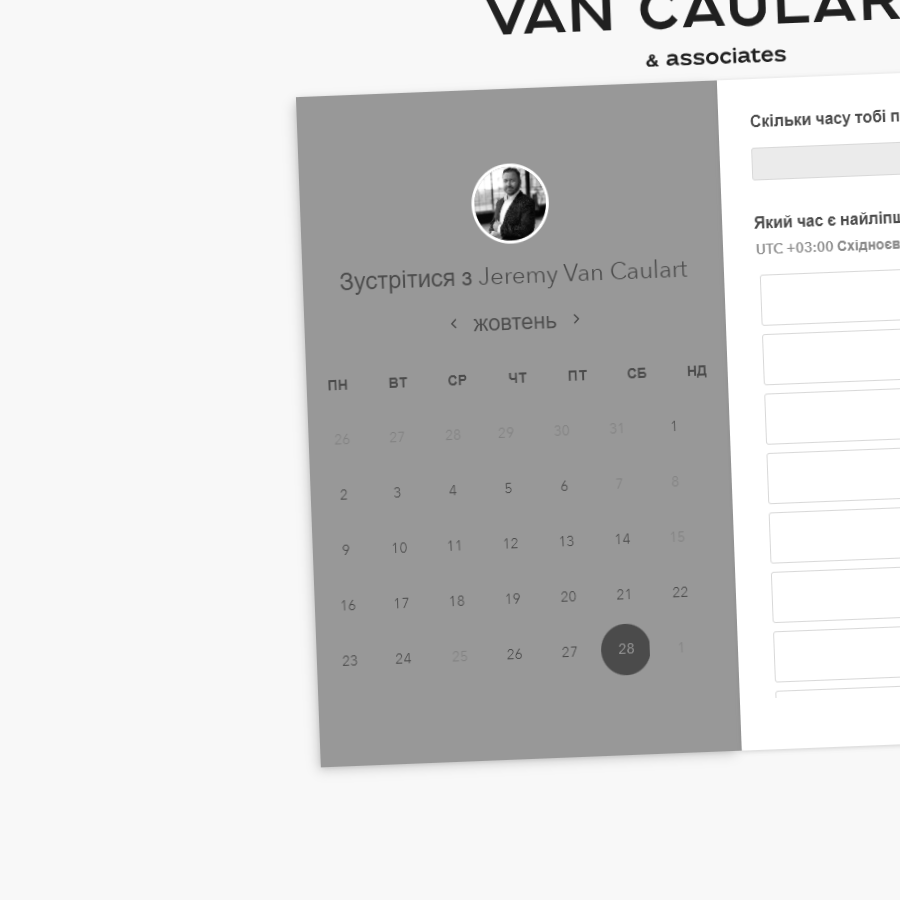 VAN CAULAR
& associates
Зустрітися з Jeremy Van Caulart
< жовтень >
ПН ВТ СР ЧТ ПТ СБ НД
26 27 28 29 30 31 1
2 3 4 5 6 7 8
9 10 11 12 13 14 15
16 17 18 19 20 21 22
23 24 25 26 27 28 1
Скільки часу тобі
Який час є
UTC +03:00